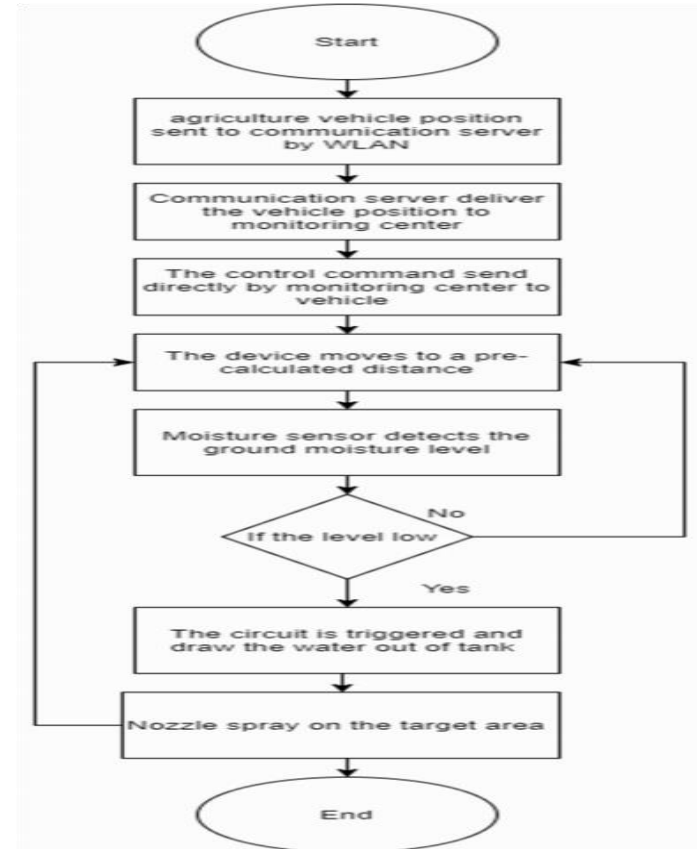 Start
agriculture vehicle position
sent to communication server
by WLAN
Communication server deliver
the vehicle position to
monitoring center
The control command send
directly by monitoring center to
vehicle
The device moves to a pre-
calculated distance
Moisture sensor detects the
ground moisture level
No
If the level low
Yes
The circuit is triggered and
draw the water out of tank
Nozzle spray on the target area
End